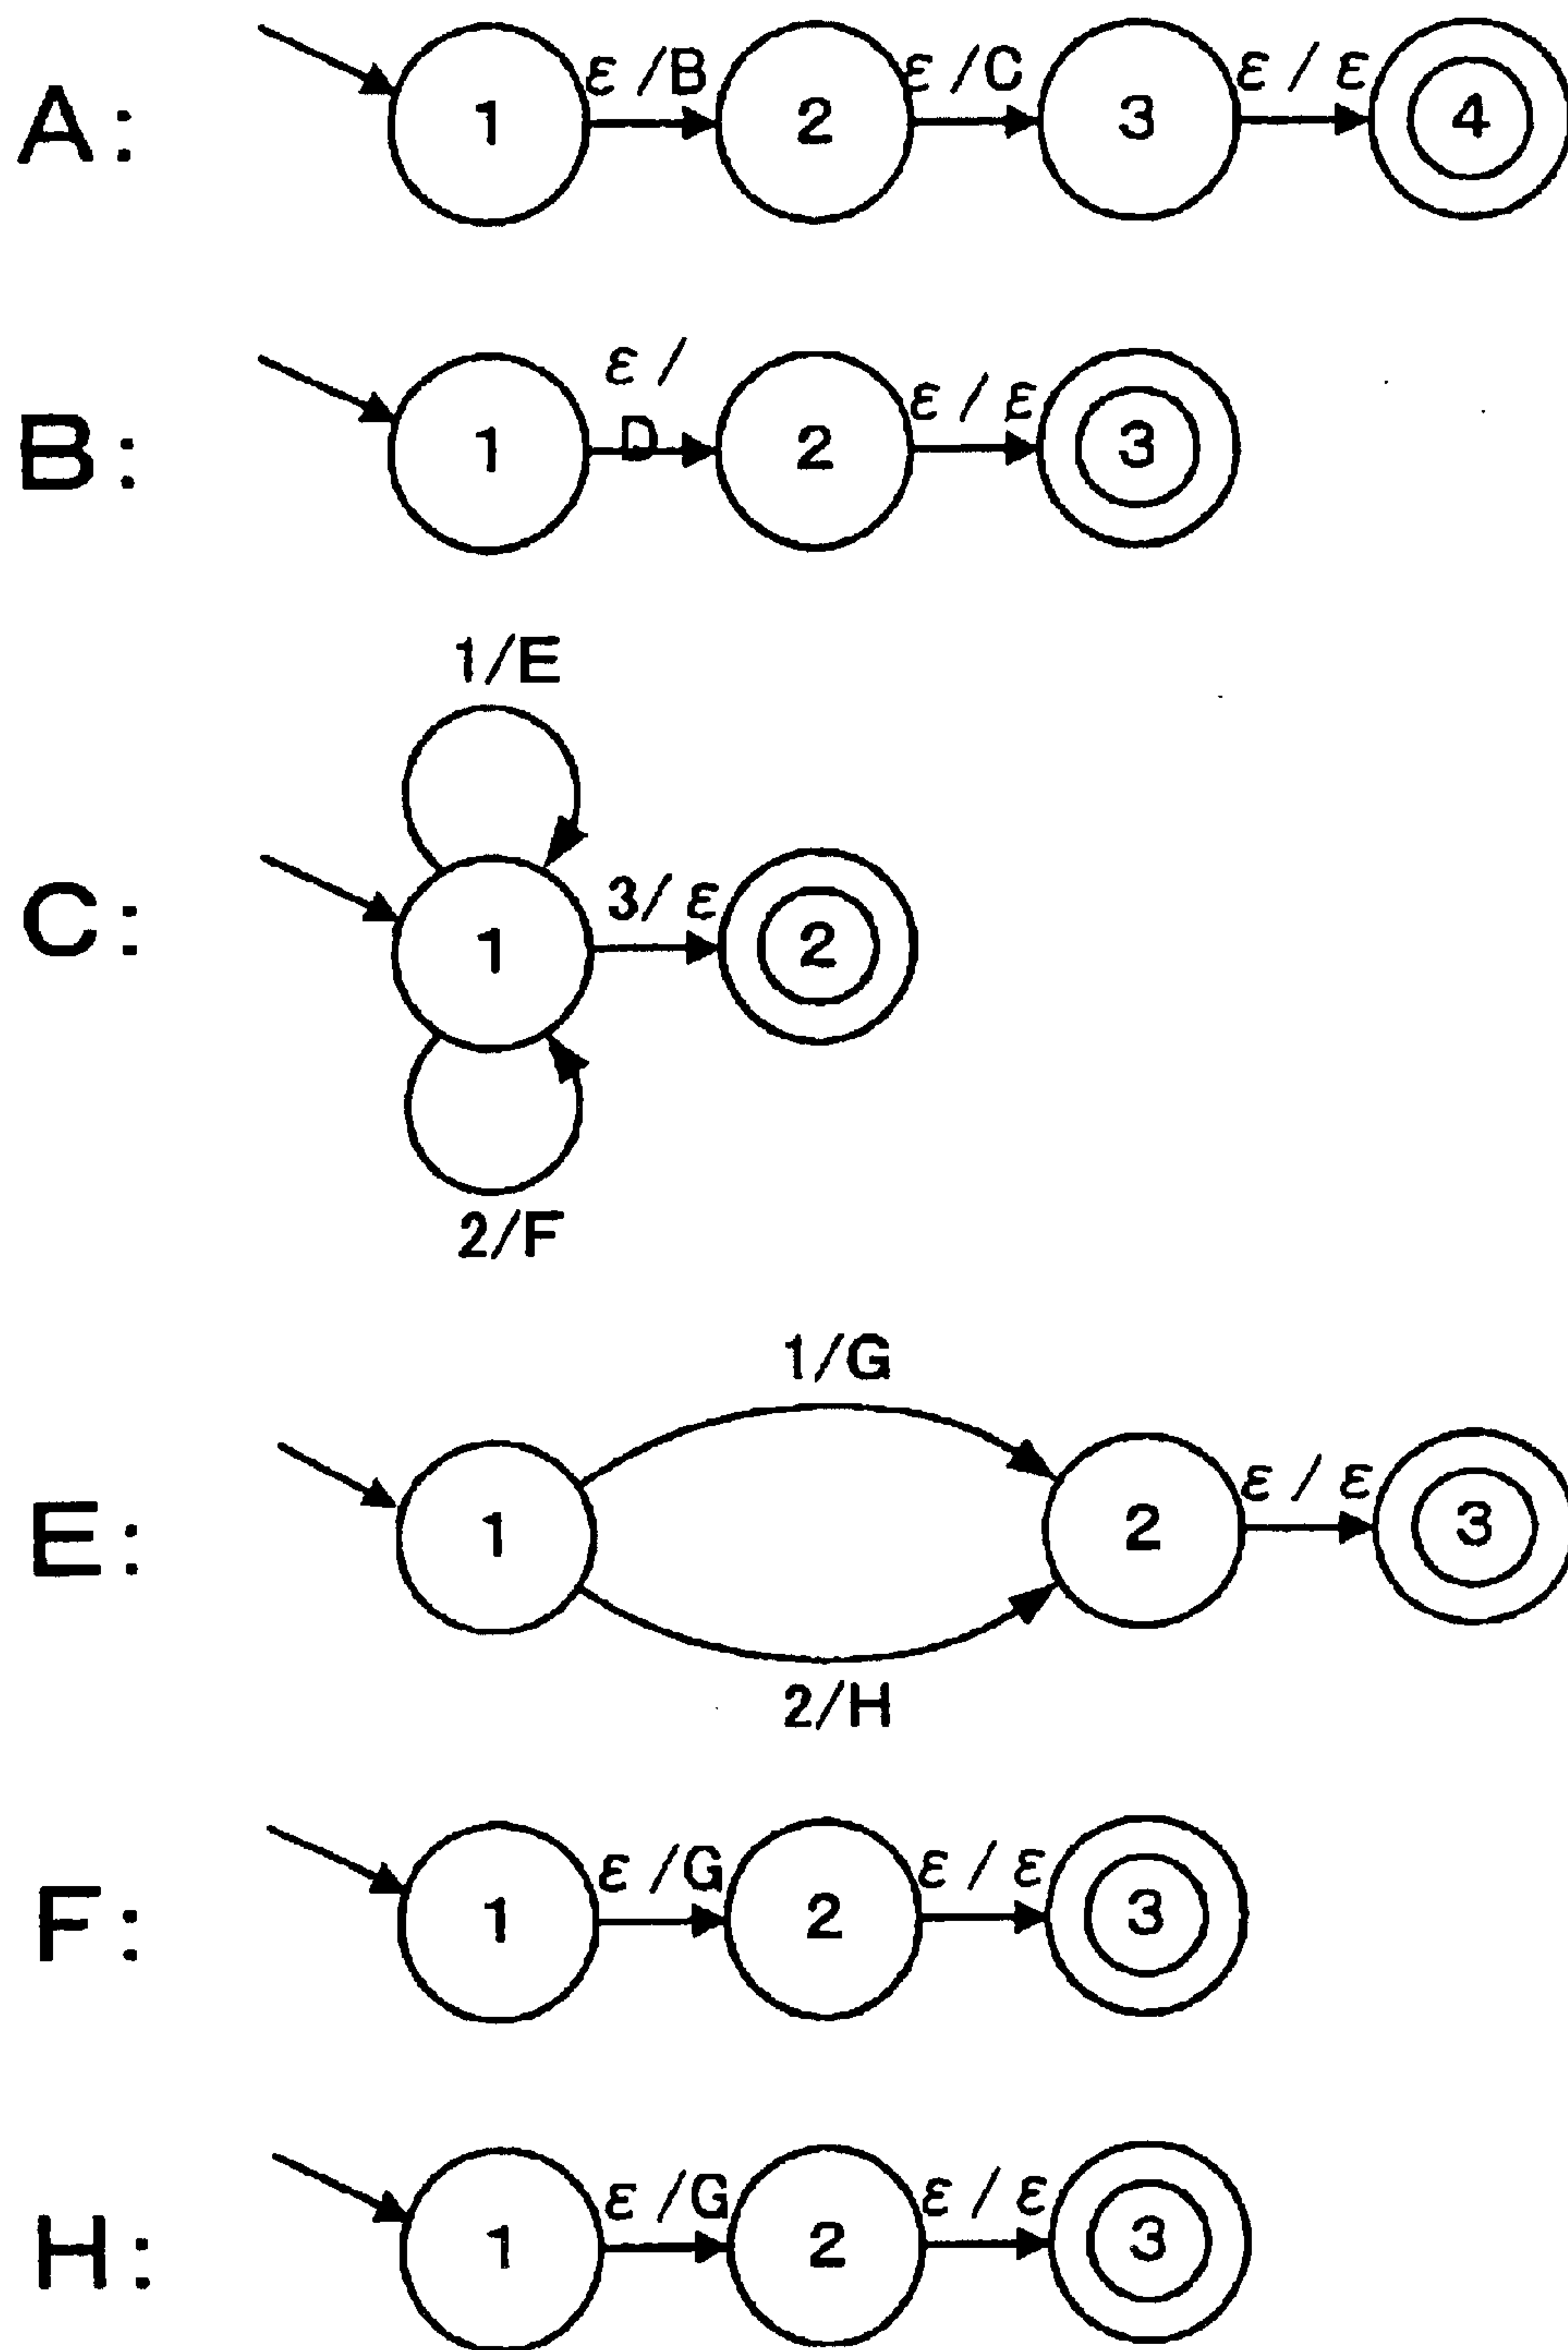 A: 1 ε/B 2 ε/C 3 ε/ε 4
B: 1 ε/D 2 ε/ε 3
1/E
C: 1 3/ε 2
2/F
1/G
E: 1 2 ε/ε 3
2/H
F: 1 ε/G 2 ε/ε 3
H: 1 ε/G 2 ε/ε 3